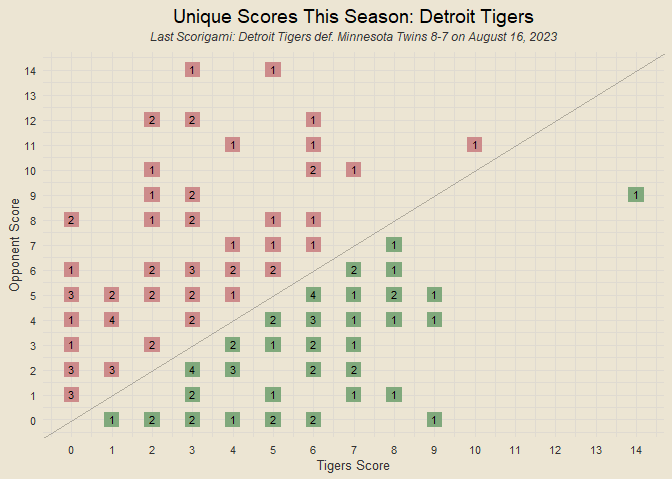 Unique Scores This Season: Detroit Tigers
Last Scorigami: Detroit Tigers def. Minnesota Twins 8-7 on August 16, 2023
14 1 1
13
12 2 2 1
11 1 1 1
10 1 2 1
9 1 2 1
8 2 1 2 1 1
7 1 1 1 1
6 1 2 3 2 2 2 1
5 3 2 2 2 1 4 1 2 1
4 1 4 2 2 3 1 1 1
3 1 2 2 1 2 1
2 3 3 4 3 2 2
1 3 2 1 1 1
0 1 2 2 1 2 2 1
0 1 2 3 4 5 6 7 8 9 10 11 12 13 14
Tigers Score
Opponent Score